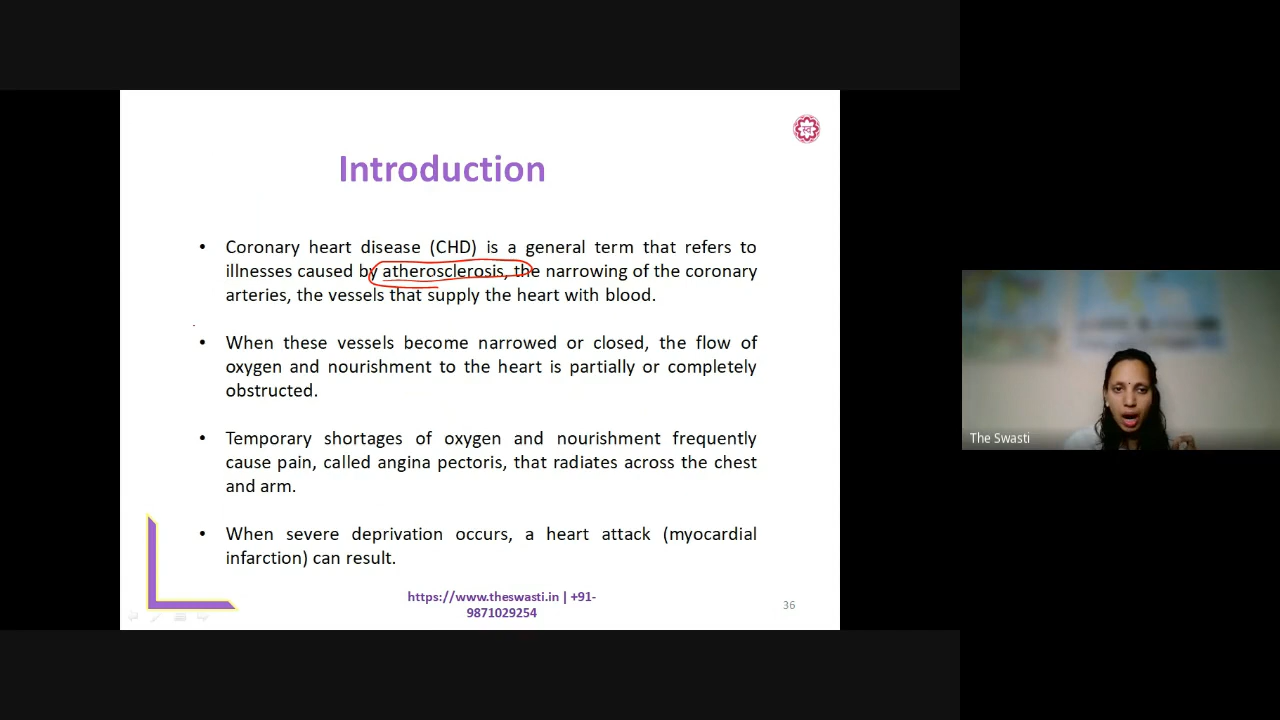 Introduction
• Coronary heart disease (CHD) is a general term that refers to
illnesses caused by atherosclerosis, the narrowing of the coronary
arteries, the vessels that supply the heart with blood.
• When these vessels become narrowed or closed, the flow of
oxygen and nourishment to the heart is partially or completely
obstructed.
• Temporary shortages of oxygen and nourishment frequently
cause pain, called angina pectoris, that radiates across the chest
and arm.
• When severe deprivation occurs, a heart attack (myocardial
infarction) can result.
https://www.theswasti.in | +91-
9871029254
36
The Swasti